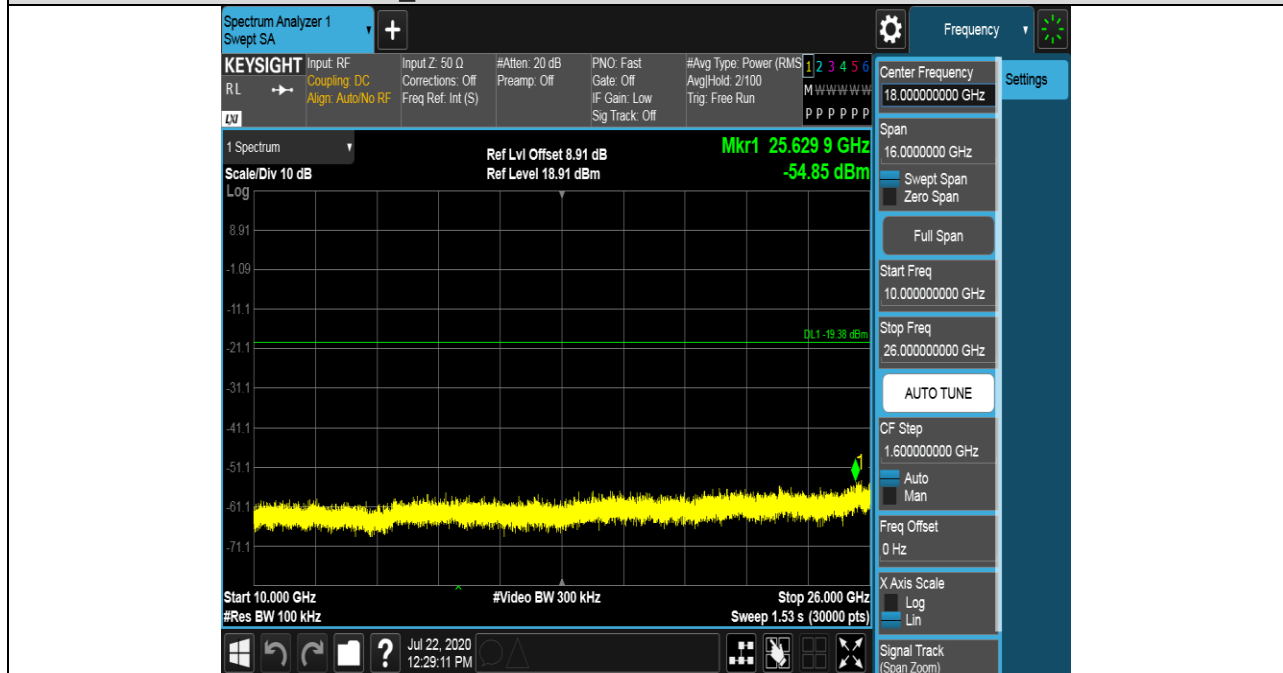 Spectrum Analyzer 1
Swept SA
+
Frequency
KEYSIGHT
RL
LXI
Input: RF
Coupling: DC
Align: Auto/No RF
Input Z: 50 Ω
Corrections: Off
Freq Ref: Int (S)
#Atten: 20 dB
Preamp: Off
PNO: Fast
Gate: Off
IF Gain: Low
Sig Track: Off
#Avg Type: Power (RMS
Avg|Hold: 2/100
Trig: Free Run
1 2 3 4 5 6
M W W W W W
P P P P P P
1 Spectrum
Scale/Div 10 dB
Log
Ref Lvl Offset 8.91 dB
Ref Level 18.91 dBm
Mkr1 25.629 9 GHz
-54.85 dBm
8.91
-1.09
-11.1
DL1 -19.38 dBm
-21.1
-31.1
-41.1
-51.1
1
-61.1
-71.1
Start 10.000 GHz
#Video BW 300 kHz
Stop 26.000 GHz
#Res BW 100 kHz
Sweep 1.53 s (30000 pts)
?
Jul 22, 2020
12:29:11 PM
Center Frequency
18.000000000 GHz
Settings
Span
16.0000000 GHz
Swept Span
Zero Span
Full Span
Start Freq
10.000000000 GHz
Stop Freq
26.000000000 GHz
AUTO TUNE
CF Step
1.600000000 GHz
Auto
Man
Freq Offset
0 Hz
X Axis Scale
Log
Lin
Signal Track
(Span Zoom)